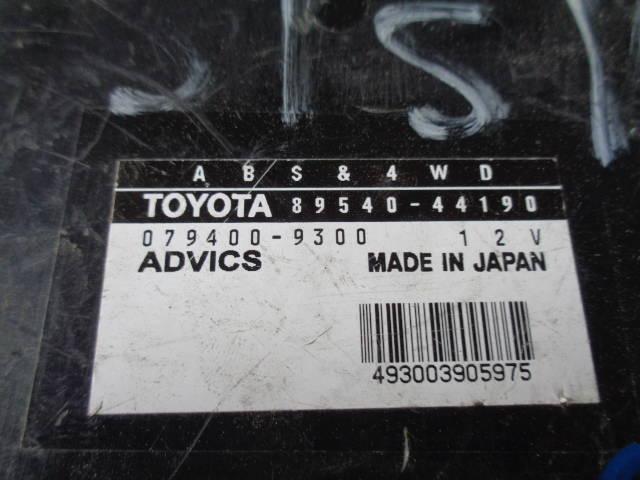 ABS & 4WD
TOYOTA 89540-44190
079400-9300 12V
ADVICS MADE IN JAPAN
493003905975